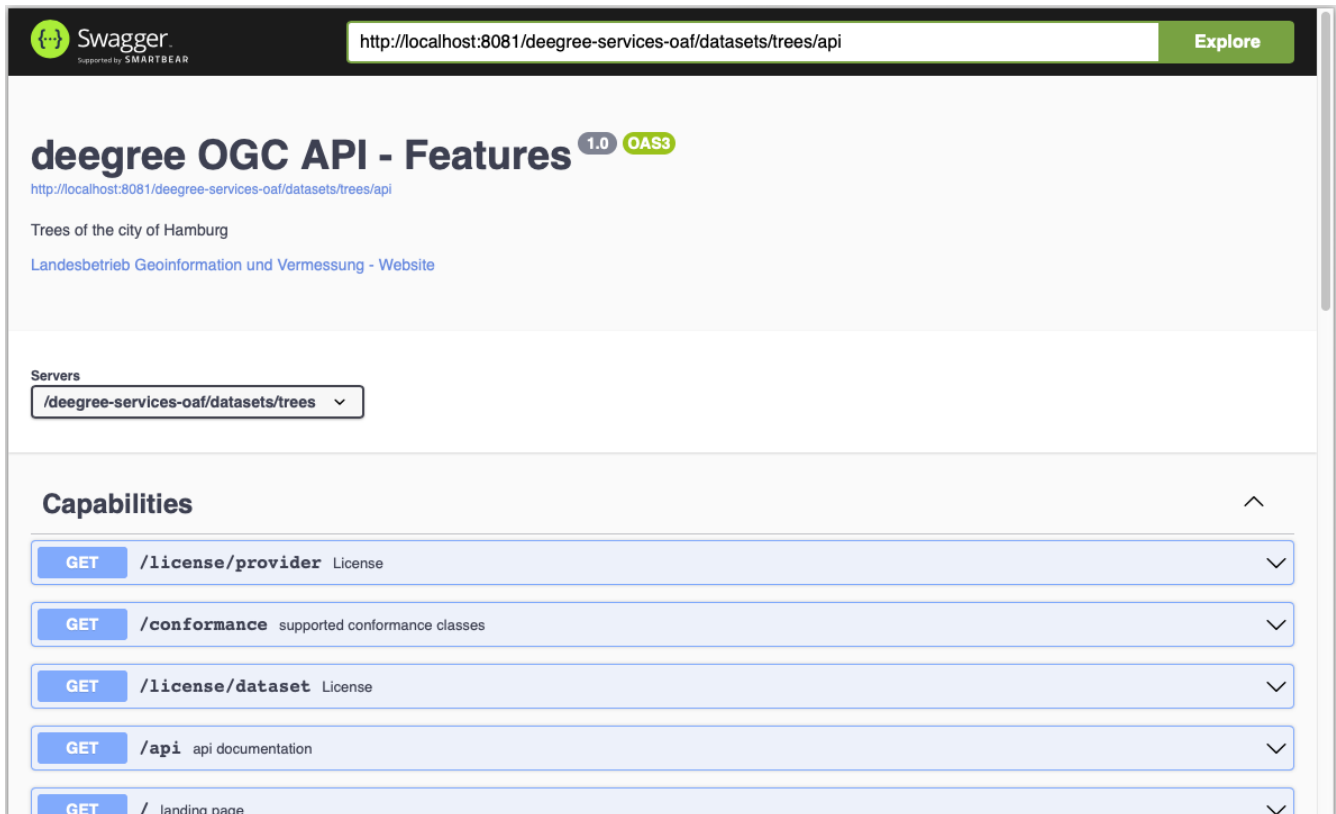 Swagger.
Supported by SMARTBEAR
http://localhost:8081/deegree-services-oaf/datasets/trees/api
Explore
deegree OGC API - Features 1.0 OAS3
http://localhost:8081/deegree-services-oaf/datasets/trees/api
Trees of the city of Hamburg
Landesbetrieb Geoinformation und Vermessung - Website
Servers
/deegree-services-oaf/datasets/trees
Capabilities
GET /license/provider License
GET /conformance supported conformance classes
GET /license/dataset License
GET /api api documentation
GET / landing page